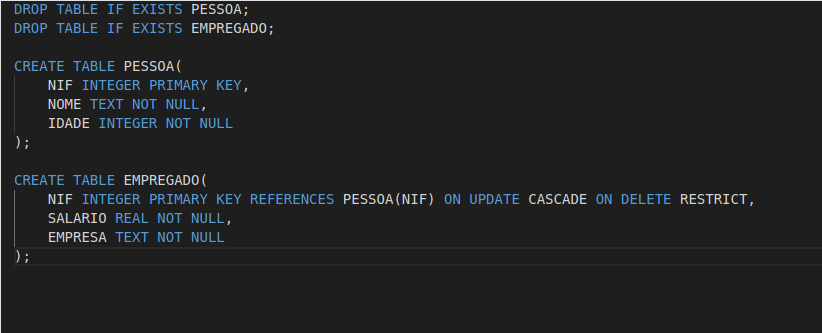 DROP TABLE IF EXISTS PESSOA;
DROP TABLE IF EXISTS EMPREGADO;
CREATE TABLE PESSOA(
    NIF INTEGER PRIMARY KEY,
    NOME TEXT NOT NULL,
    IDADE INTEGER NOT NULL
);
CREATE TABLE EMPREGADO(
    NIF INTEGER PRIMARY KEY REFERENCES PESSOA(NIF) ON UPDATE CASCADE ON DELETE RESTRICT,
    SALARIO REAL NOT NULL,
    EMPRESA TEXT NOT NULL
);